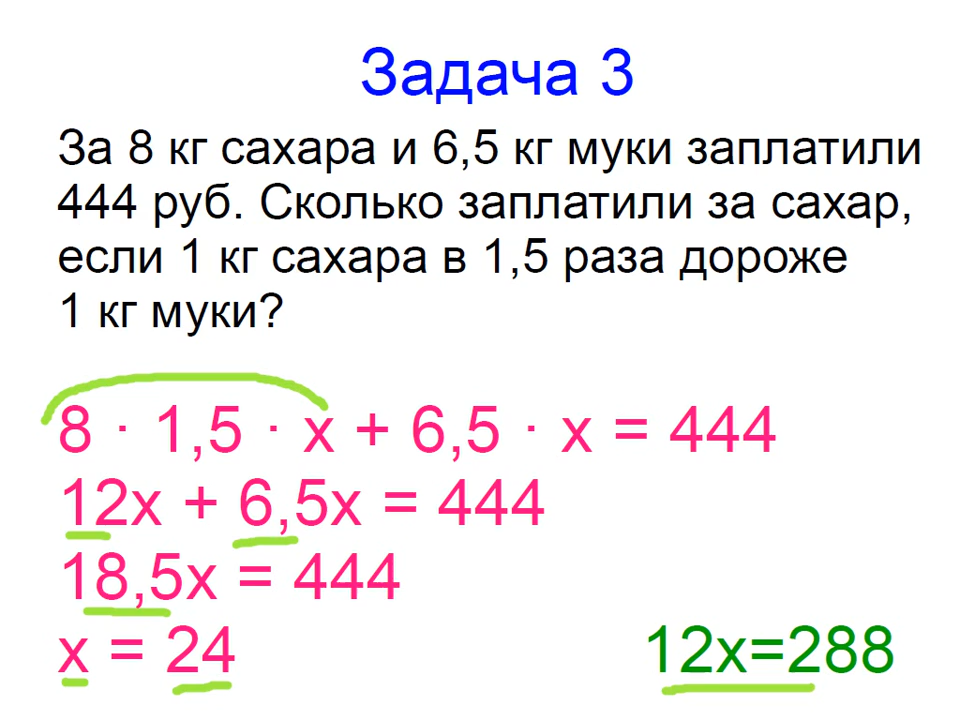 Задача 3
За 8 кг сахара и 6,5 кг муки заплатили
444 руб. Сколько заплатили за сахар,
если 1 кг сахара в 1,5 раза дороже
1 кг муки?
8 · 1,5 · x + 6,5 · x = 444
12x + 6,5x = 444
18,5x = 444
x = 24
12x=288